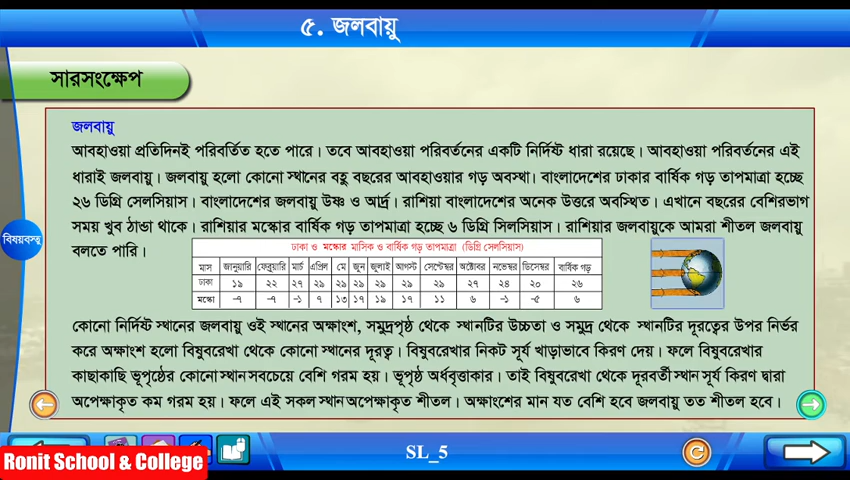 ৫. জলবায়ু
সারসংক্ষেপ
জলবায়ু
আবহাওয়া প্রতিদিনই পরিবর্তিত হতে পারে। তবে আবহাওয়া পরিবর্তনের একটি নির্দিষ্ট ধারা রয়েছে। আবহাওয়া পরিবর্তনের এই
ধারাই জলবায়ু। জলবায়ু হলো কোনো স্থানের বহু বছরের আবহাওয়ার গড় অবস্থা। বাংলাদেশের ঢাকার বার্ষিক গড় তাপমাত্রা হচ্ছে
২৬ ডিগ্রি সেলসিয়াস। বাংলাদেশের জলবায়ু উষ্ণ ও আর্দ্র। রাশিয়া বাংলাদেশের অনেক উত্তরে অবস্থিত। এখানে বছরের বেশিরভাগ
সময় খুব ঠান্ডা থাকে। রাশিয়ার মস্কোর বার্ষিক গড় তাপমাত্রা হচ্ছে ৬ ডিগ্রি সিলসিয়াস। রাশিয়ার জলবায়ুকে আমরা শীতল জলবায়ু
বলতে পারি।
ঢাকা ও মস্কোর মাসিক ও বার্ষিক গড় তাপমাত্রা (ডিগ্রি সেলসিয়াস)
মাস জানুয়ারি ফেব্রুয়ারি মার্চ এপ্রিল মে জুন জুলাই আগস্ট সেপ্টেম্বর অক্টোবর নভেম্বর ডিসেম্বর বার্ষিক গড়
ঢাকা ১৯ ২২ ২৭ ২৯ ২৯ ২৯ ২৯ ২৯ ২৯ ২৭ ২৪ ২০ ২৬
মস্কো -৭ -৭ -১ ৭ ১৩ ১৭ ১৯ ১৭ ১১ ৬ -১ -৫ ৬
কোনো নির্দিষ্ট স্থানের জলবায়ু ওই স্থানের অক্ষাংশ, সমুদ্রপৃষ্ঠ থেকে স্থানটির উচ্চতা ও সমুদ্র থেকে স্থানটির দূরত্বের উপর নির্ভর
করে অক্ষাংশ হলো বিষুবরেখা থেকে কোনো স্থানের দূরত্ব। বিষুবরেখার নিকট সূর্য খাড়াভাবে কিরণ দেয়। ফলে বিষুবরেখার
কাছাকাছি ভূপৃষ্ঠের কোনো স্থান সবচেয়ে বেশি গরম হয়। ভূপৃষ্ঠ অর্ধবৃত্তাকার। তাই বিষুবরেখা থেকে দূরবর্তী স্থান সূর্য কিরণ দ্বারা
অপেক্ষাকৃত কম গরম হয়। ফলে এই সকল স্থান অপেক্ষাকৃত শীতল। অক্ষাংশের মান যত বেশি হবে জলবায়ু তত শীতল হবে।
বিষয়বস্তু
SL_5
Ronit School & College